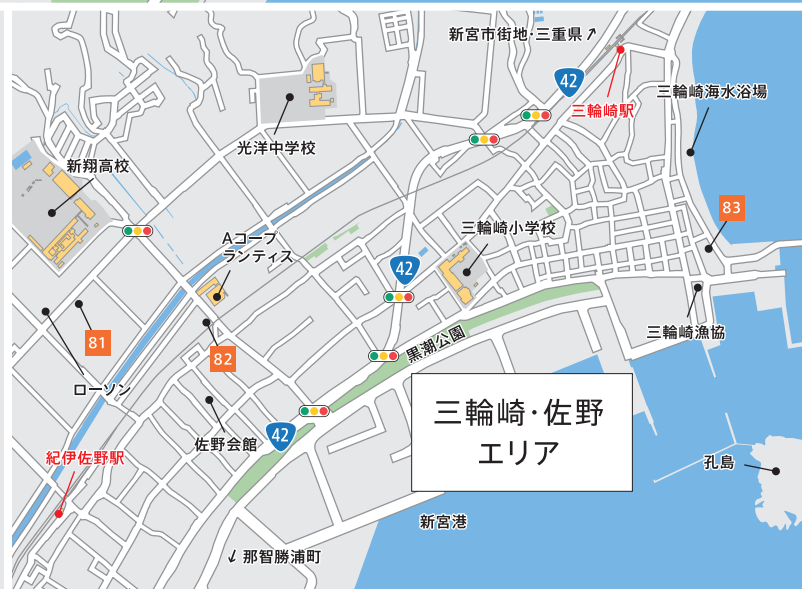 新宮市街地・三重県↗
42
三輪崎駅
三輪崎海水浴場
光洋中学校
新翔高校
83
Aコープ
ランティス
三輪崎小学校
42
81
82
三輪崎漁協
黒潮公園
ローソン
三輪崎・佐野
エリア
佐野会館
42
紀伊佐野駅
孔島
新宮港
↙那智勝浦町